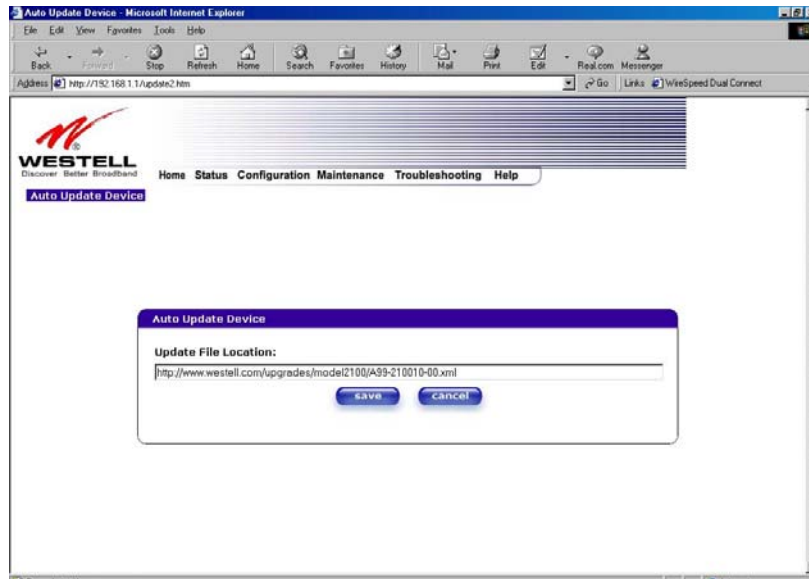 Auto Update Device - Microsoft Internet Explorer
File Edit View Favorites Tools Help
Back Forward Stop Refresh Home Search Favorites History Mail Print Edit Real.com Messenger
Address http://192.168.1.1/update2.htm Go Links WireSpeed Dual Connect
WESTELL
Discover Better Broadband
Home Status Configuration Maintenance Troubleshooting Help
Auto Update Device
Auto Update Device
Update File Location:
http://www.westell.com/upgrades/model2100/A99-210010-00.xml
save cancel